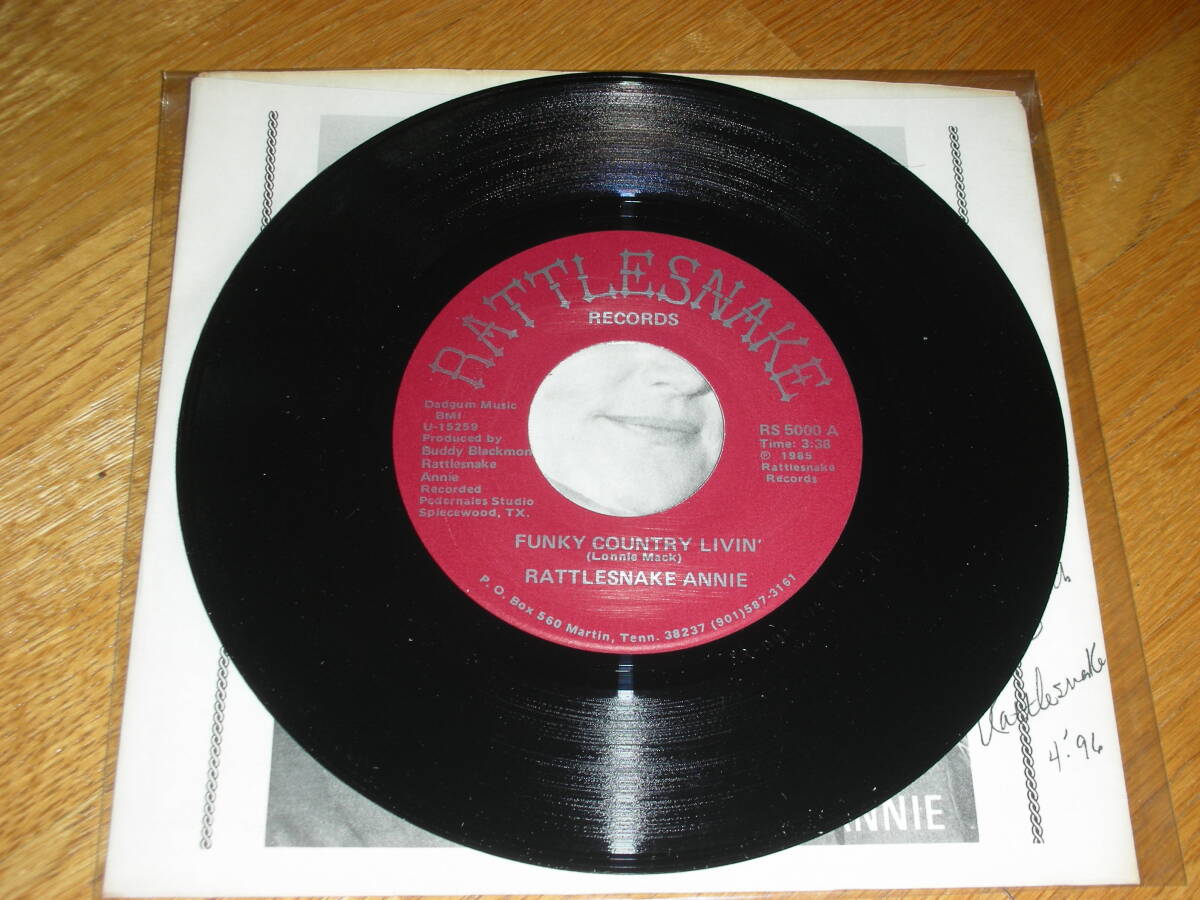 RATTLESNAKE
RECORDS
Dadgum Music
BMI
U-15259
Produced by
Buddy Blackmon
Rattlesnake
Annie
Recorded
Pedernales Studio
Spicewood, TX.
RS 5000 A
Time: 3:38
℗ 1985
Rattlesnake
Records
FUNKY COUNTRY LIVIN'
(Lonnie Mack)
RATTLESNAKE ANNIE
P. O. Box 560 Martin, Tenn. 38237 (901)587-3161
Rattlesnake
4'.96
ANNIE